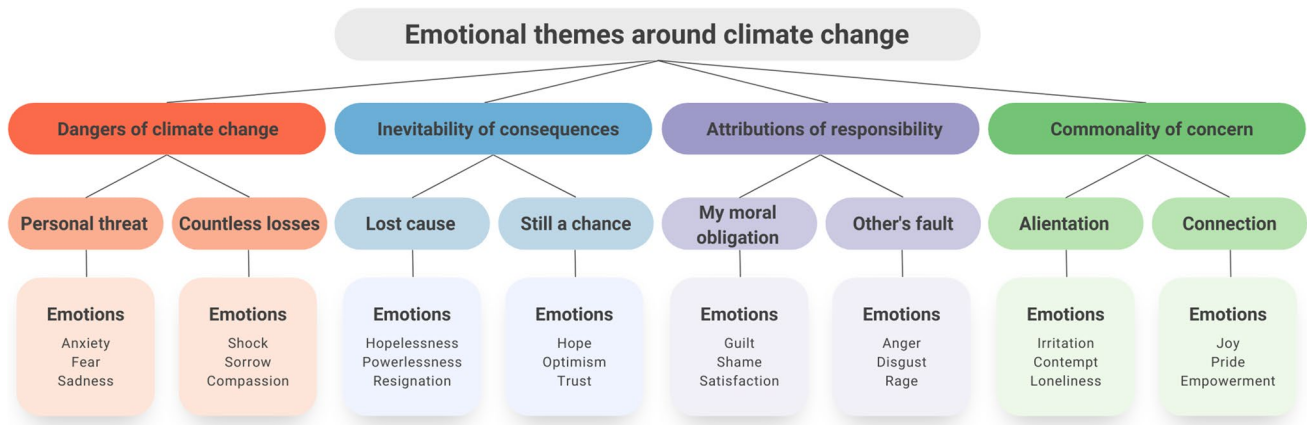 Emotional themes around climate change
Dangers of climate change
Inevitability of consequences
Attributions of responsibility
Commonality of concern
Personal threat
Countless losses
Lost cause
Still a chance
My moral
obligation
Other's fault
Alientation
Connection
Emotions
Anxiety
Fear
Sadness
Emotions
Shock
Sorrow
Compassion
Emotions
Hopelessness
Powerlessness
Resignation
Emotions
Hope
Optimism
Trust
Emotions
Guilt
Shame
Satisfaction
Emotions
Anger
Disgust
Rage
Emotions
Irritation
Contempt
Loneliness
Emotions
Joy
Pride
Empowerment